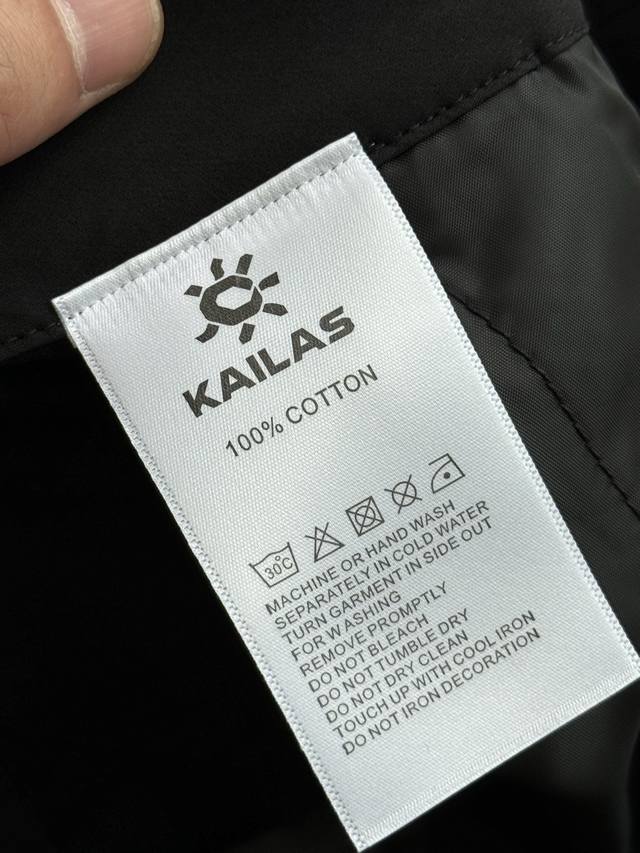 KAILAS
100% COTTON
30°C
MACHINE OR HAND WASH
SEPARATELY IN COLD WATER
TURN GARMENT IN SIDE OUT
FOR W ASHING
REMOVE PROMPTLY
DO NOT BLEACH
DO NOT TUMBLE DRY
DO NOT DRY CLEAN
TOUCH UP WITH COOL IRON
DO NOT IRON DECORATION